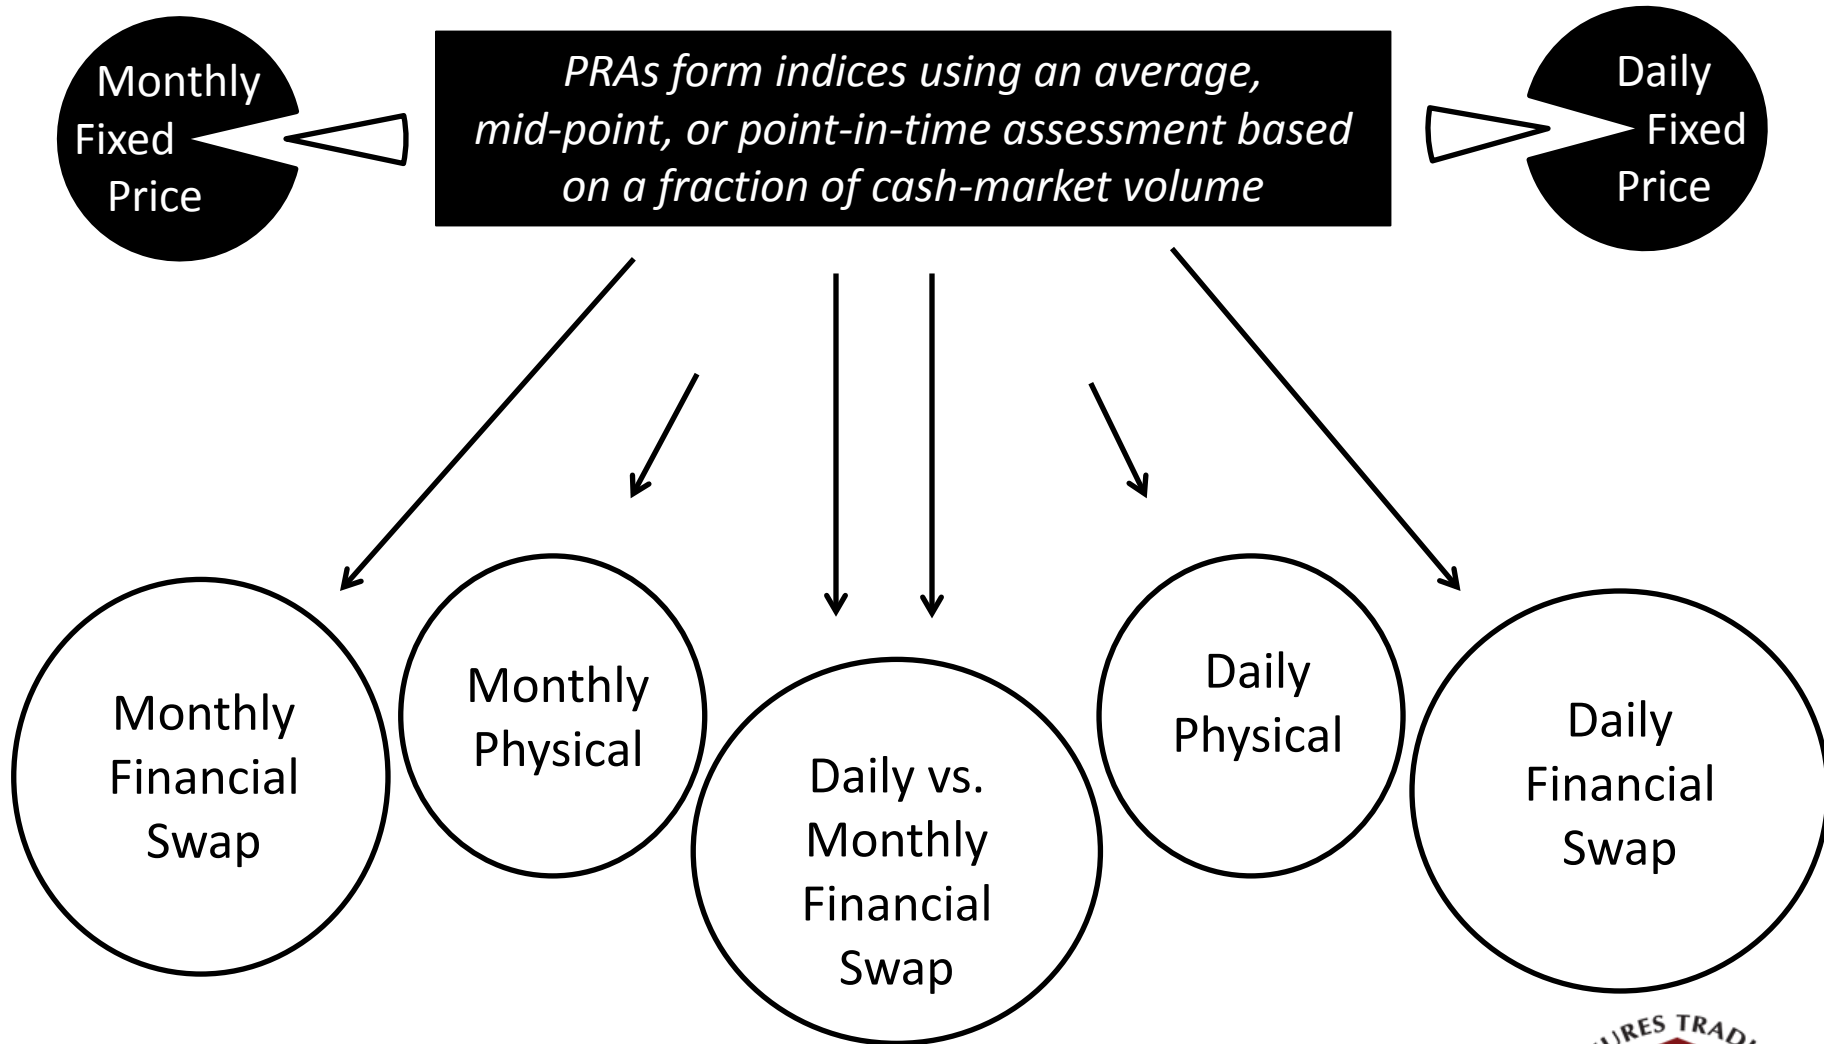 Monthly
Fixed
Price
PRAs form indices using an average,
mid-point, or point-in-time assessment based
on a fraction of cash-market volume
Daily
Fixed
Price
Monthly
Financial
Swap
Monthly
Physical
Daily vs.
Monthly
Financial
Swap
Daily
Physical
Daily
Financial
Swap